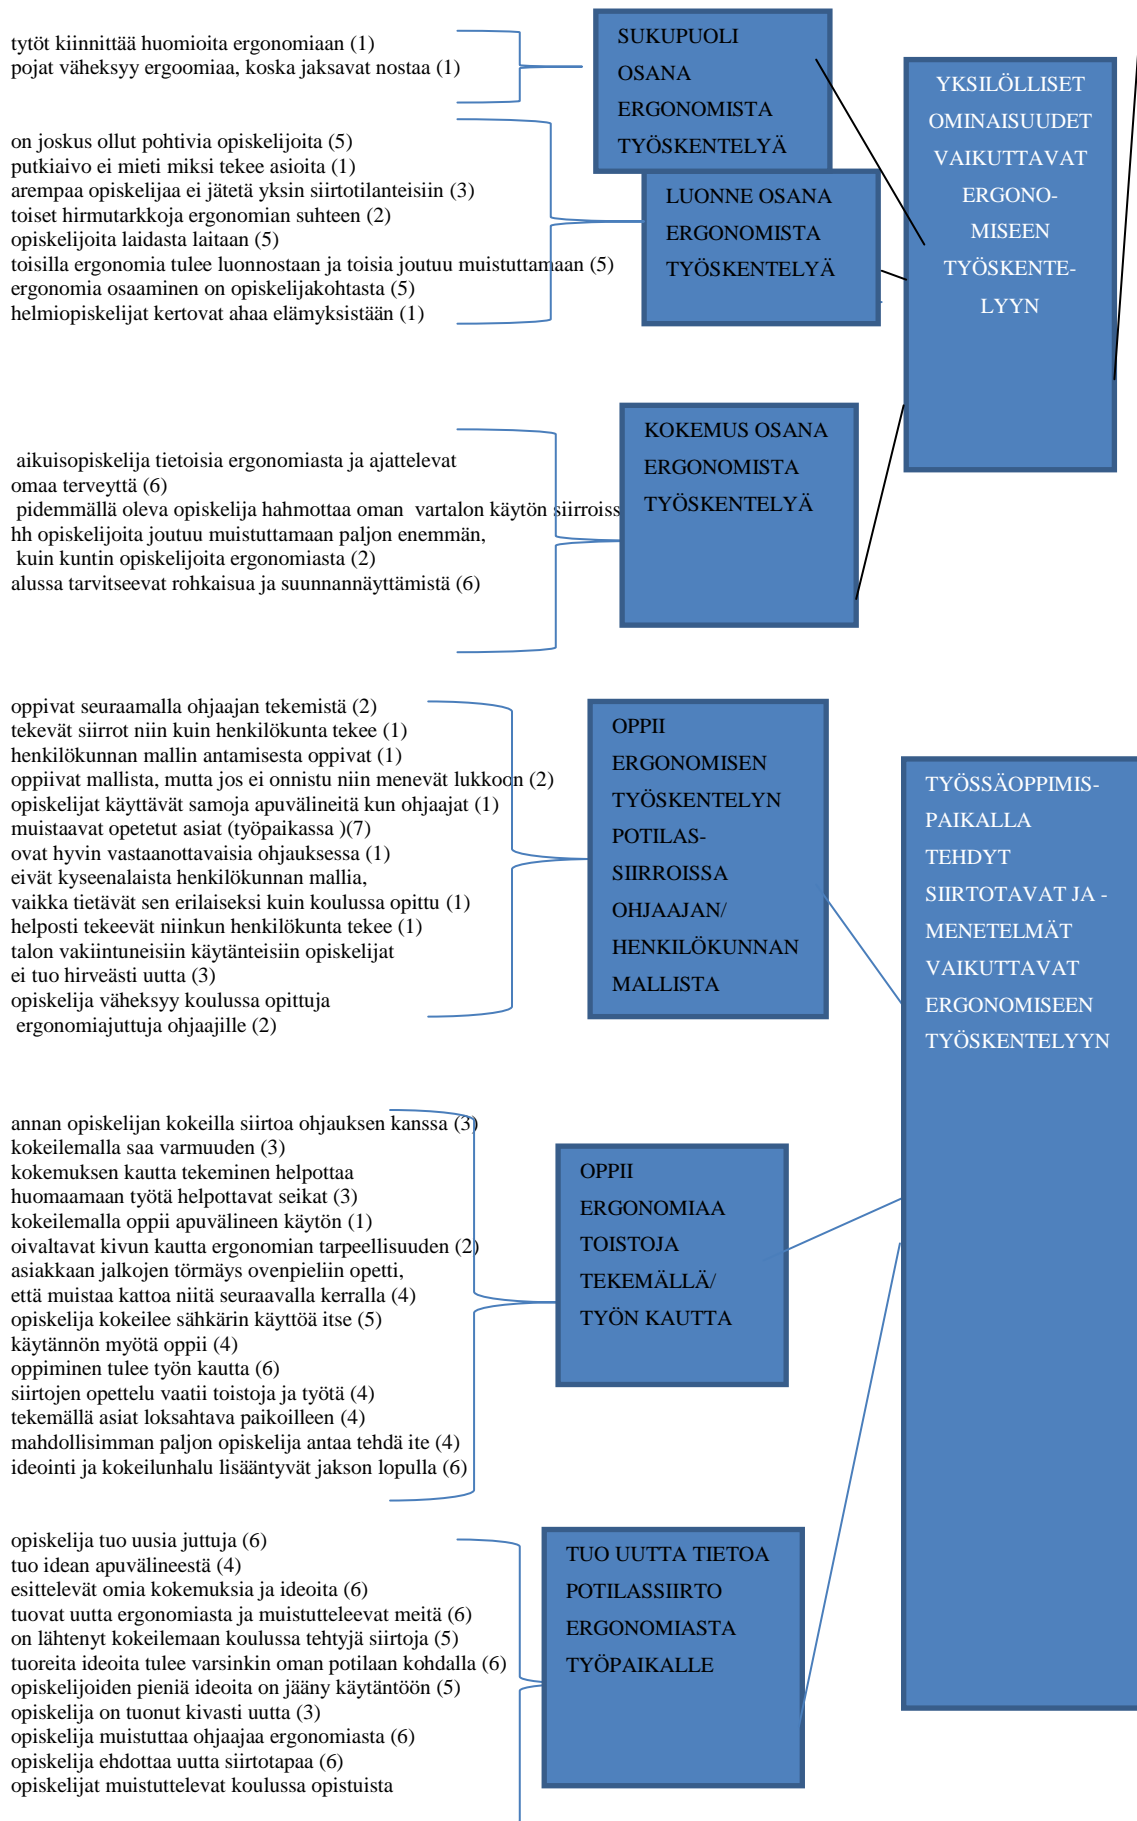 tytöt kiinnittää huomioita ergonomiaan (1)
pojat väheksyy ergoomiaa, koska jaksavat nostaa (1)
SUKUPUOLI
OSANA
ERGONOMISTA
TYÖSKENTELYÄ
on joskus ollut pohtivia opiskelijoita (5)
putkiaivo ei mieti miksi tekee asioita (1)
arempaa opiskelijaa ei jätetä yksin siirtotilanteisiin (3)
toiset hirmutarkkoja ergonomian suhteen (2)
opiskelijoita laidasta laitaan (5)
toisilla ergonomia tulee luonnostaan ja toisia joutuu muistuttamaan (5)
ergonomia osaaminen on opiskelijakohtasta (5)
helmiopiskelijat kertovat ahaa elämyksistään (1)
LUONNE OSANA
ERGONOMISTA
TYÖSKENTELYÄ
YKSILÖLLISET
OMINAISUUDET
VAIKUTTAVAT
ERGONO-
MISEEN
TYÖSKENTE-
LYYN
aikuisopiskelija tietoisia ergonomiasta ja ajattelevat
omaa terveyttä (6)
pidemmällä oleva opiskelija hahmottaa oman  vartalon käytön siirroiss
hh opiskelijoita joutuu muistuttamaan paljon enemmän,
kuin kuntin opiskelijoita ergonomiasta (2)
alussa tarvitseevat rohkaisua ja suunnannäyttämistä (6)
KOKEMUS OSANA
ERGONOMISTA
TYÖSKENTELYÄ
oppivat seuraamalla ohjaajan tekemistä (2)
tekevät siirrot niin kuin henkilökunta tekee (1)
henkilökunnan mallin antamisesta oppivat (1)
oppiivat mallista, mutta jos ei onnistu niin menevät lukkoon (2)
opiskelijat käyttävät samoja apuvälineitä kun ohjaajat (1)
muistaavat opetetut asiat (työpaikassa )(7)
ovat hyvin vastaanottavaisia ohjauksessa (1)
eivät kyseenalaista henkilökunnan mallia,
vaikka tietävät sen erilaiseksi kuin koulussa opittu (1)
helposti tekeevät niinkun henkilökunta tekee (1)
talon vakiintuneisiin käytänteisiin opiskelijat
ei tuo hirveästi uutta (3)
opiskelija väheksyy koulussa opittuja
ergonomiajuttuja ohjaajille (2)
OPPII
ERGONOMISEN
TYÖSKENTELYN
POTILAS-
SIIRROISSA
OHJAAJAN/
HENKILÖKUNNAN
MALLISTA
TYÖSSÄOPPIMIS-
PAIKALLA
TEHDYT
SIIRTOTAVAT JA -
MENETELMÄT
VAIKUTTAVAT
ERGONOMISEEN
TYÖSKENTELYYN
annan opiskelijan kokeilla siirtoa ohjauksen kanssa (3)
kokeilemalla saa varmuuden (3)
kokemuksen kautta tekeminen helpottaa
huomaamaan työtä helpottavat seikat (3)
kokeilemalla oppii apuvälineen käytön (1)
oivaltavat kivun kautta ergonomian tarpeellisuuden (2)
asiakkaan jalkojen törmäys ovenpieliin opetti,
että muistaa kattoa niitä seuraavalla kerralla (4)
opiskelija kokeilee sähkärin käyttöä itse (5)
käytännön myötä oppii (4)
oppiminen tulee työn kautta (6)
siirtojen opettelu vaatii toistoja ja työtä (4)
tekemällä asiat loksahtava paikoilleen (4)
mahdollisimman paljon opiskelija antaa tehdä ite (4)
ideointi ja kokeilunhalu lisääntyvät jakson lopulla (6)
OPPII
ERGONOMIAA
TOISTOJA
TEKEMÄLLÄ/
TYÖN KAUTTA
opiskelija tuo uusia juttuja (6)
tuo idean apuvälineestä (4)
esittelevät omia kokemuksia ja ideoita (6)
tuovat uutta ergonomiasta ja muistutteleevat meitä (6)
on lähtenyt kokeilemaan koulussa tehtyjä siirtoja (5)
tuoreita ideoita tulee varsinkin oman potilaan kohdalla (6)
opiskelijoiden pieniä ideoita on jääny käytäntöön (5)
opiskelija on tuonut kivasti uutta (3)
opiskelija muistuttaa ohjaajaa ergonomiasta (6)
opiskelija ehdottaa uutta siirtotapaa (6)
opiskelijat muistuttelevat koulussa opistuista
TUO UUTTA TIETOA
POTILASSIIRTO
ERGONOMIASTA
TYÖPAIKALLE